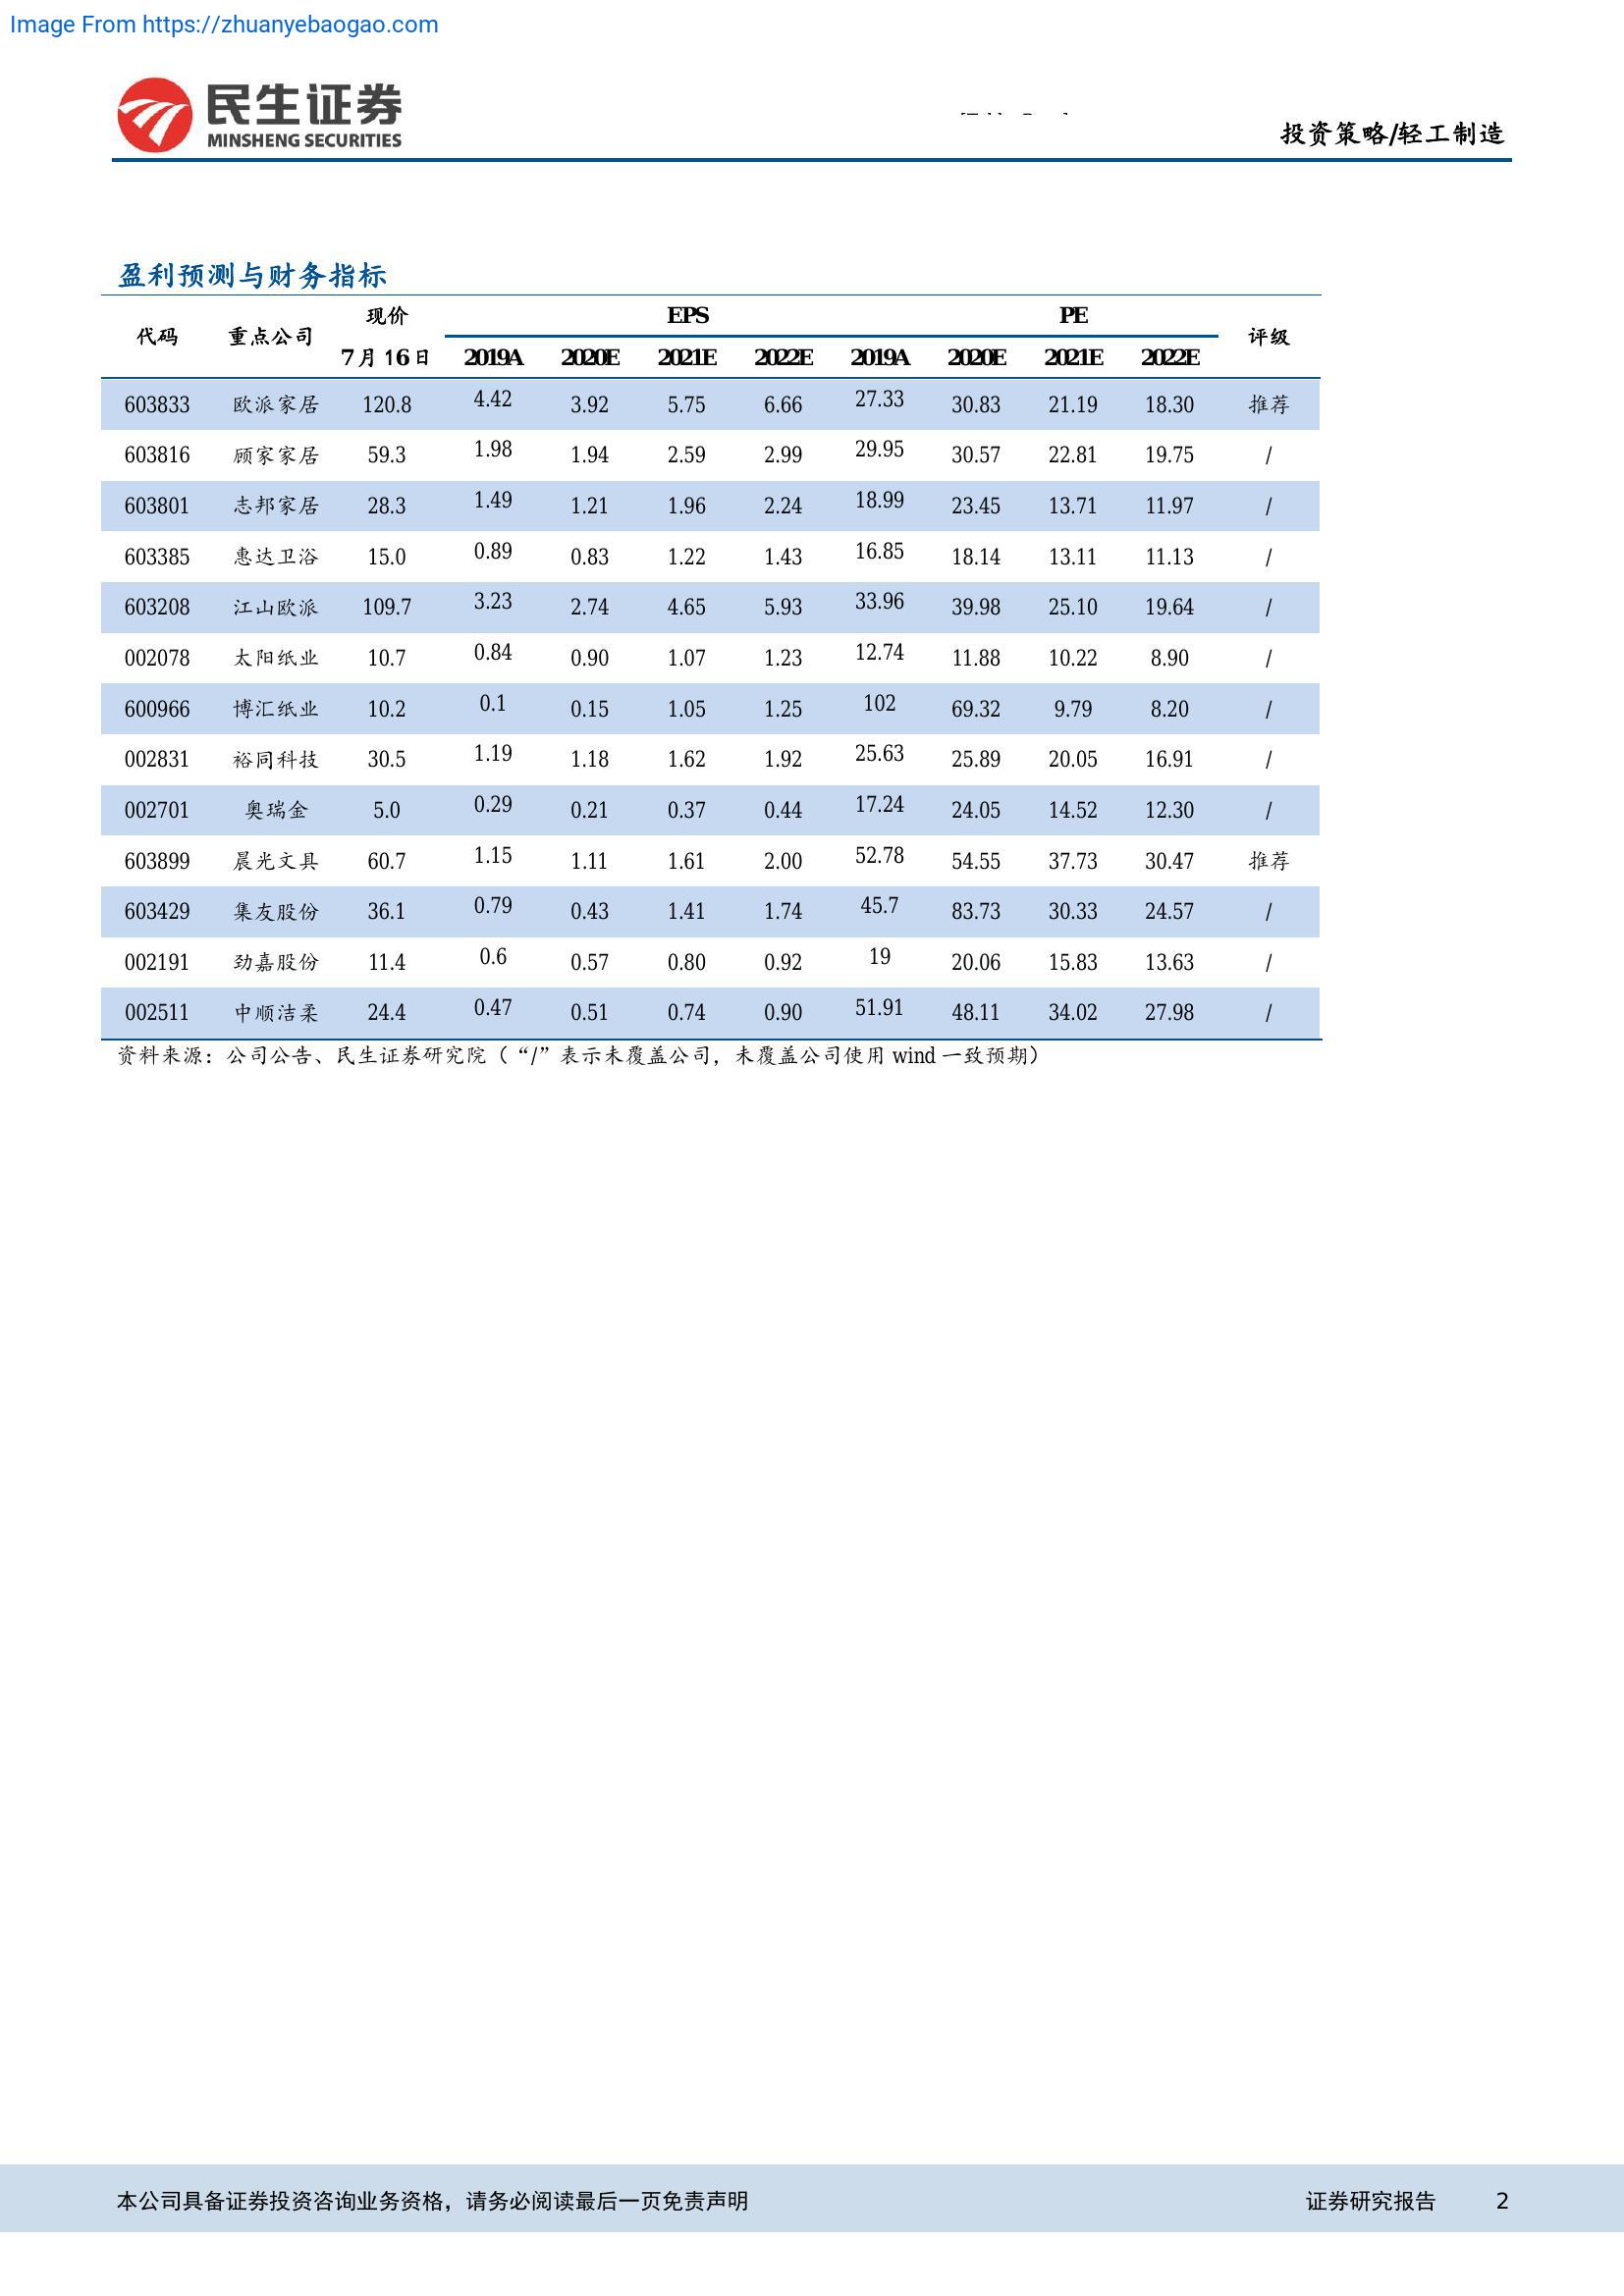 Image From https://zhuanyebaogao.com
民生证券
MINSHENG SECURITIES
投资策略/轻工制造
盈利预测与财务指标
代码 重点公司 现价 EPS PE 评级
7月16日 2019A 2020E 2021E 2022E 2019A 2020E 2021E 2022E
603833 欧派家居 120.8 4.42 3.92 5.75 6.66 27.33 30.83 21.19 18.30 推荐
603816 顾家家居 59.3 1.98 1.94 2.59 2.99 29.95 30.57 22.81 19.75 /
603801 志邦家居 28.3 1.49 1.21 1.96 2.24 18.99 23.45 13.71 11.97 /
603385 惠达卫浴 15.0 0.89 0.83 1.22 1.43 16.85 18.14 13.11 11.13 /
603208 江山欧派 109.7 3.23 2.74 4.65 5.93 33.96 39.98 25.10 19.64 /
002078 太阳纸业 10.7 0.84 0.90 1.07 1.23 12.74 11.88 10.22 8.90 /
600966 博汇纸业 10.2 0.1 0.15 1.05 1.25 102 69.32 9.79 8.20 /
002831 裕同科技 30.5 1.19 1.18 1.62 1.92 25.63 25.89 20.05 16.91 /
002701 奥瑞金 5.0 0.29 0.21 0.37 0.44 17.24 24.05 14.52 12.30 /
603899 晨光文具 60.7 1.15 1.11 1.61 2.00 52.78 54.55 37.73 30.47 推荐
603429 集友股份 36.1 0.79 0.43 1.41 1.74 45.7 83.73 30.33 24.57 /
002191 劲嘉股份 11.4 0.6 0.57 0.80 0.92 19 20.06 15.83 13.63 /
002511 中顺洁柔 24.4 0.47 0.51 0.74 0.90 51.91 48.11 34.02 27.98 /
资料来源：公司公告、民生证券研究院（“/”表示未覆盖公司，未覆盖公司使用 wind 一致预期）
本公司具备证券投资咨询业务资格，请务必阅读最后一页免责声明 证券研究报告 2